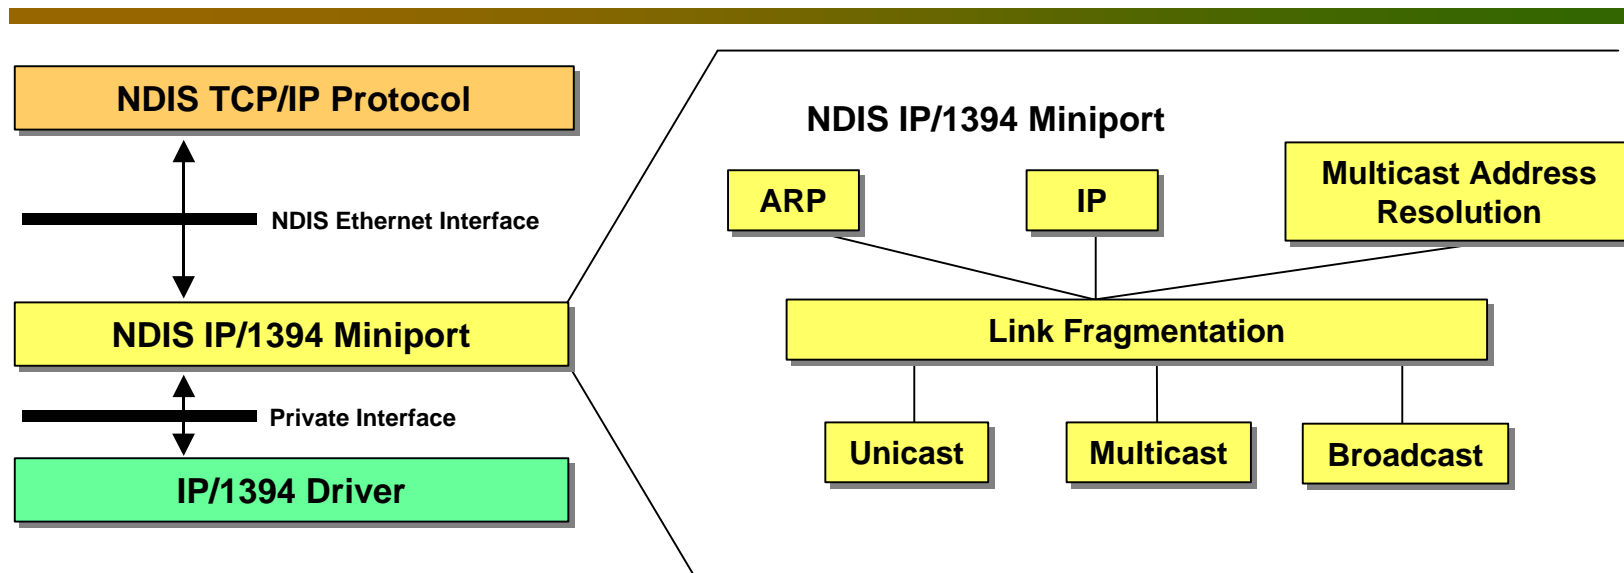 NDIS TCP/IP Protocol
NDIS Ethernet Interface
NDIS IP/1394 Miniport
Private Interface
IP/1394 Driver
NDIS IP/1394 Miniport
ARP
IP
Multicast Address
Resolution
Link Fragmentation
Unicast
Multicast
Broadcast